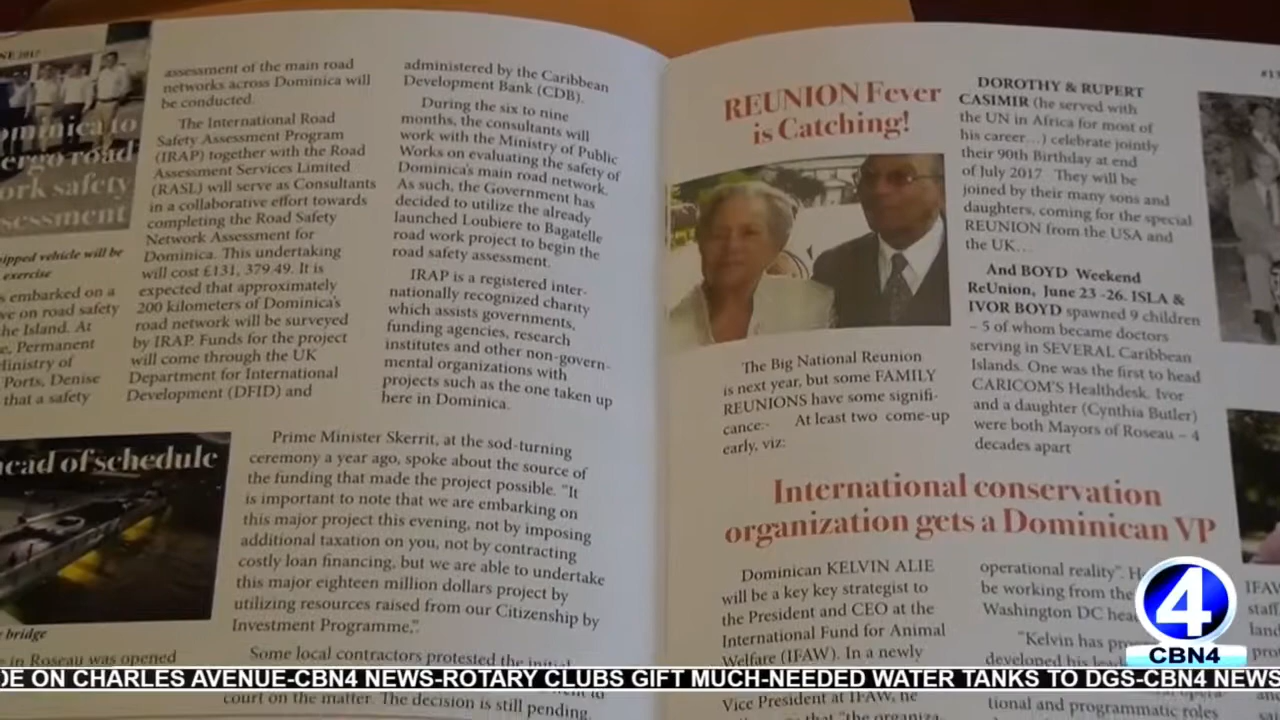 NE 2017
ominica to
ergo road
ork safety
sessment
ipped vehicle will be
exercise
s embarked on a
ve on road safety
he Island. At
e, Permanent
Ministry of
Ports, Denise
that a safety
assessment of the main road
networks across Dominica will
be conducted.
The International Road
Safety Assessment Program
(IRAP) together with the Road
Assessment Services Limited
(RASL) will serve as Consultants
in a collaborative effort towards
completing the Road Safety
Network Assessment for
Dominica. This undertaking
will cost £131, 379.49. It is
expected that approximately
200 kilometers of Dominica's
road network will be surveyed
by IRAP. Funds for the project
will come through the UK
Department for International
Development (DFID) and
administered by the Caribbean
Development Bank (CDB).
During the six to nine
months, the consultants will
work with the Ministry of Public
Works on evaluating the safety of
Dominica's main road network.
As such, the Government has
decided to utilize the already
launched Loubiere to Bagatelle
road work project to begin the
road safety assessment.
IRAP is a registered inter-
nationally recognized charity
which assists governments,
funding agencies, research
institutes and other non-govern-
mental organizations with
projects such as the one taken up
here in Dominica.
ead of schedule
bridge
e in Roseau was opened
Prime Minister Skerrit, at the sod-turning
ceremony a year ago, spoke about the source of
the funding that made the project possible. "It
is important to note that we are embarking on
this major project this evening, not by imposing
additional taxation on you, not by contracting
costly loan financing, but we are able to undertake
this major eighteen million dollars project by
utilizing resources raised from our Citizenship by
Investment Programme,".
Some local contractors protested the initial
court on the matter. The decision is still pending.
REUNION Fever
is Catching!
The Big National Reunion
is next year, but some FAMILY
REUNIONS have some signifi-
cance:- At least two come-up
early, viz:
DOROTHY & RUPERT
CASIMIR (he served with
the UN in Africa for most of
his career…) celebrate jointly
their 90th Birthday at end
of July 2017 They will be
joined by their many sons and
daughters, coming for the special
REUNION from the USA and
the UK…
And BOYD Weekend
ReUnion, June 23 -26. ISLA &
IVOR BOYD spawned 9 children
– 5 of whom became doctors
serving in SEVERAL Caribbean
Islands. One was the first to head
CARICOM'S Healthdesk. Ivor
and a daughter (Cynthia Butler)
were both Mayors of Roseau – 4
decades apart
International conservation
organization gets a Dominican VP
Dominican KELVIN ALIE
will be a key key strategist to
the President and CEO at the
International Fund for Animal
Welfare (IFAW). In a newly
Vice President at IFAW, he
that "the organiza
operational reality". H
be working from the
Washington DC hea
"Kelvin has pr
developed his lead
tional and programmatic roles
IFAW
staff
land
4
CBN4
DE ON CHARLES AVENUE-CBN4 NEWS-ROTARY CLUBS GIFT MUCH-NEEDED WATER TANKS TO DGS-CBN4 NEWS